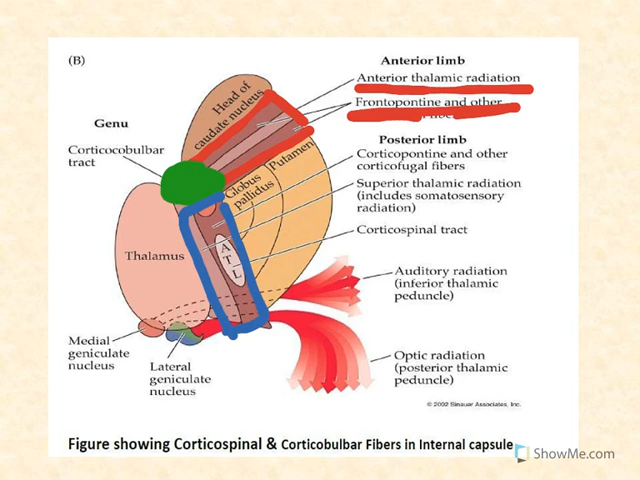 (B)
Anterior limb
Anterior thalamic radiation
Frontopontine and other
Head of
caudate nucleus
Genu
Corticocobulbar
tract
Posterior limb
Corticopontine and other
corticofugal fibers
Putamen
Globus
pallidus
Superior thalamic radiation
(includes somatosensory
radiation)
Corticospinal tract
Thalamus
A
T
L
Auditory radiation
(inferior thalamic
peduncle)
Medial
geniculate
nucleus
Lateral
geniculate
nucleus
Optic radiation
(posterior thalamic
peduncle)
© 2002 Sinauer Associates, Inc.
Figure showing Corticospinal & Corticobulbar Fibers in Internal capsule
ShowMe.com